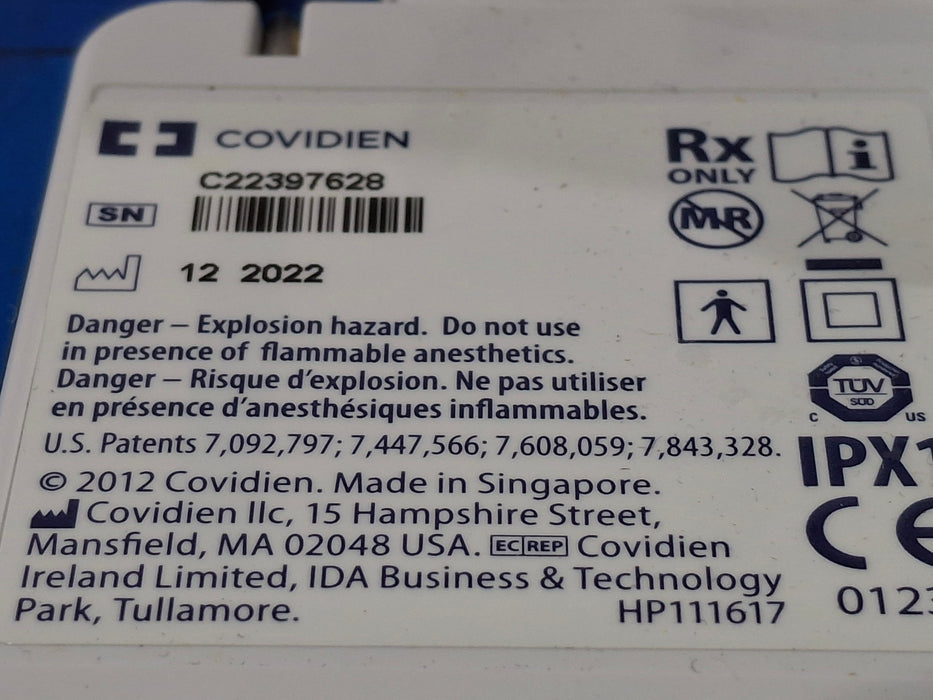 COVIDIEN
C22397628
SN
12 2022
Danger – Explosion hazard. Do not use
in presence of flammable anesthetics.
Danger – Risque d’explosion. Ne pas utiliser
en présence d’anesthésiques inflammables.
U.S. Patents 7,092,797; 7,447,566; 7,608,059; 7,843,328.
© 2012 Covidien. Made in Singapore.
Covidien llc, 15 Hampshire Street,
Mansfield, MA 02048 USA. EC REP Covidien
Ireland Limited, IDA Business & Technology
Park, Tullamore.
HP111617
Rx
ONLY
i
MR
TÜV
SÜD
C US
IPX1
CE
0123